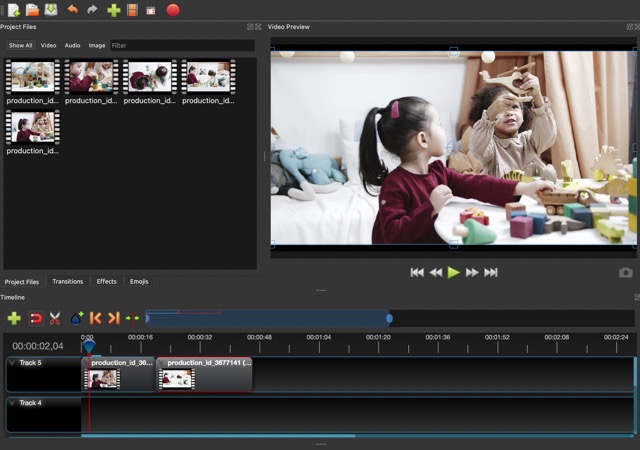 Project Files
Video Preview
Show All Video Audio Image Filter
production_id... production_id... production_id... production_id...
production_id...
Project Files Transitions Effects Emojis
Timeline
00:00:02,04
0:00 00:00:16 00:00:32 00:00:48 00:01:04 00:01:20 00:01:36 00:01:52 00:02:08 00:02:24
Track 5 production_id_36... production_id_3677141 (...
Track 4